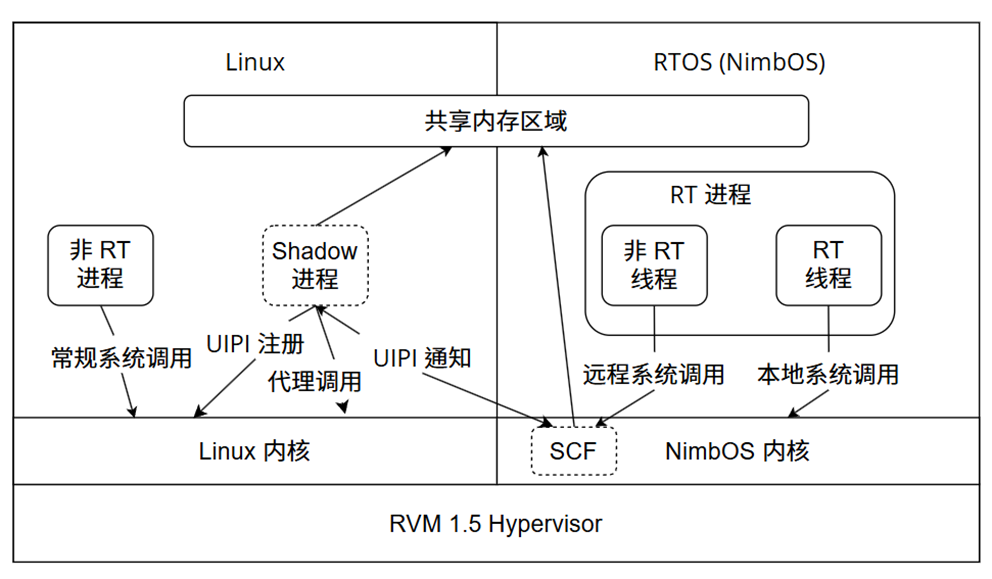 Linux
RTOS (NimbOS)
共享内存区域
RT 进程
非 RT
进程
Shadow
进程
非 RT
线程
RT
线程
常规系统调用
UIPI 注册
代理调用
UIPI 通知
远程系统调用
本地系统调用
Linux 内核
SCF
NimbOS 内核
RVM 1.5 Hypervisor